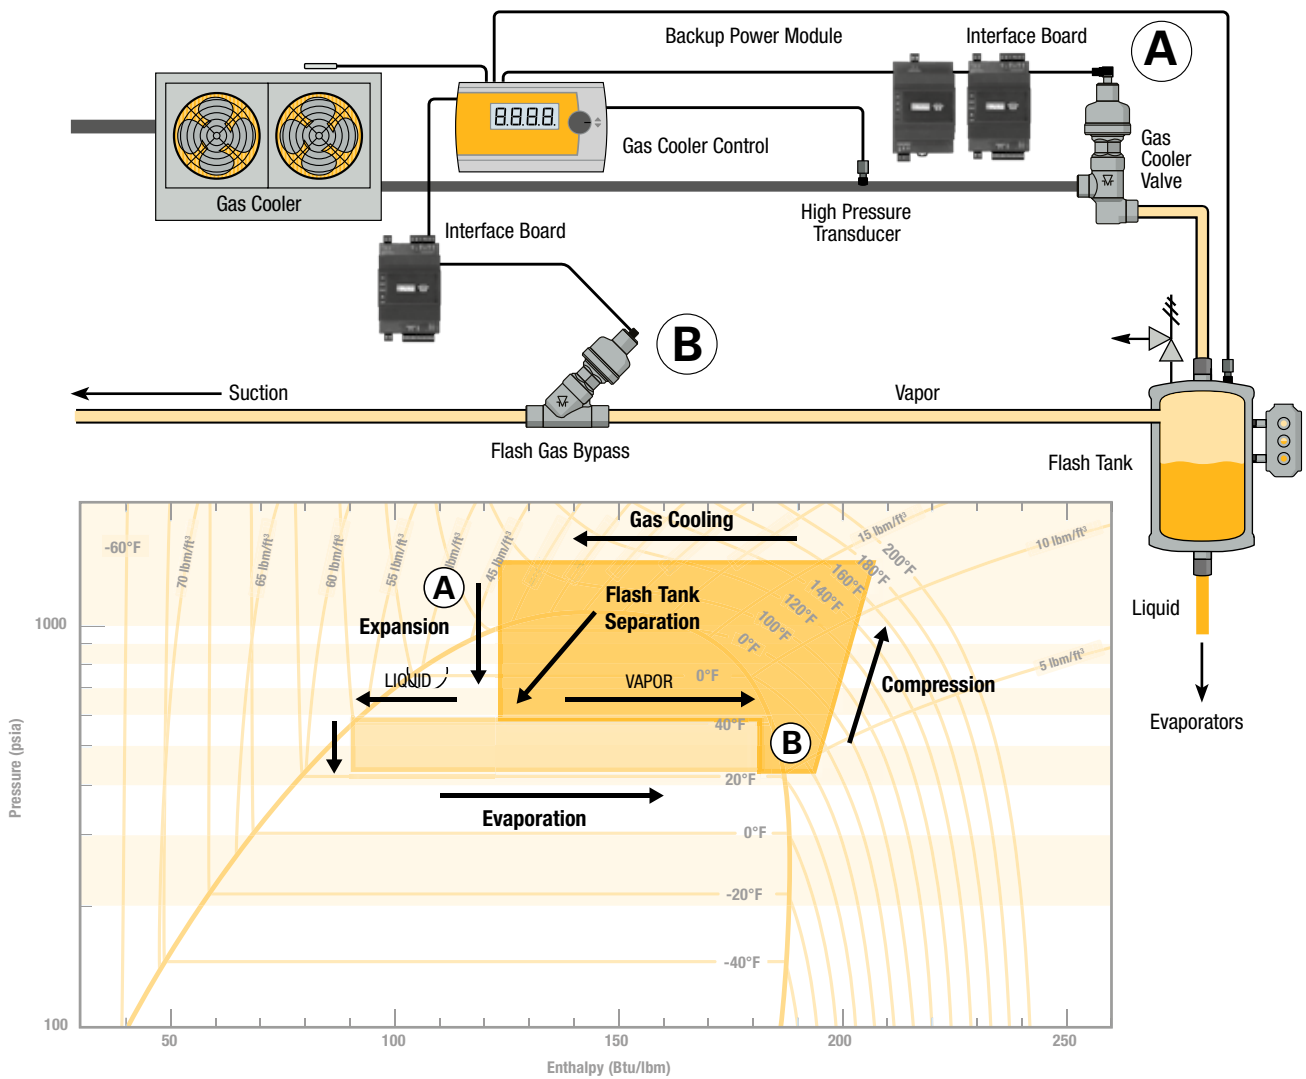 Backup Power Module
Interface Board
A
8.8.8.8.
Gas Cooler Control
Gas
Cooler
Valve
Gas Cooler
High Pressure
Transducer
Interface Board
B
Suction
Vapor
Flash Gas Bypass
Flash Tank
Liquid
Evaporators
Gas Cooling
-60°F
70 lbm/ft³
65 lbm/ft³
60 lbm/ft³
55 lbm/ft³
lbm/ft³
45 lbm/ft³
15 lbm/ft³
10 lbm/ft³
5 lbm/ft³
200°F
180°F
160°F
140°F
120°F
100°F
0°F
0°F
40°F
20°F
0°F
-20°F
-40°F
A
Expansion
Flash Tank
Separation
LIQUID
VAPOR
B
Compression
Evaporation
1000
100
Pressure (psia)
50
100
150
200
250
Enthalpy (Btu/lbm)